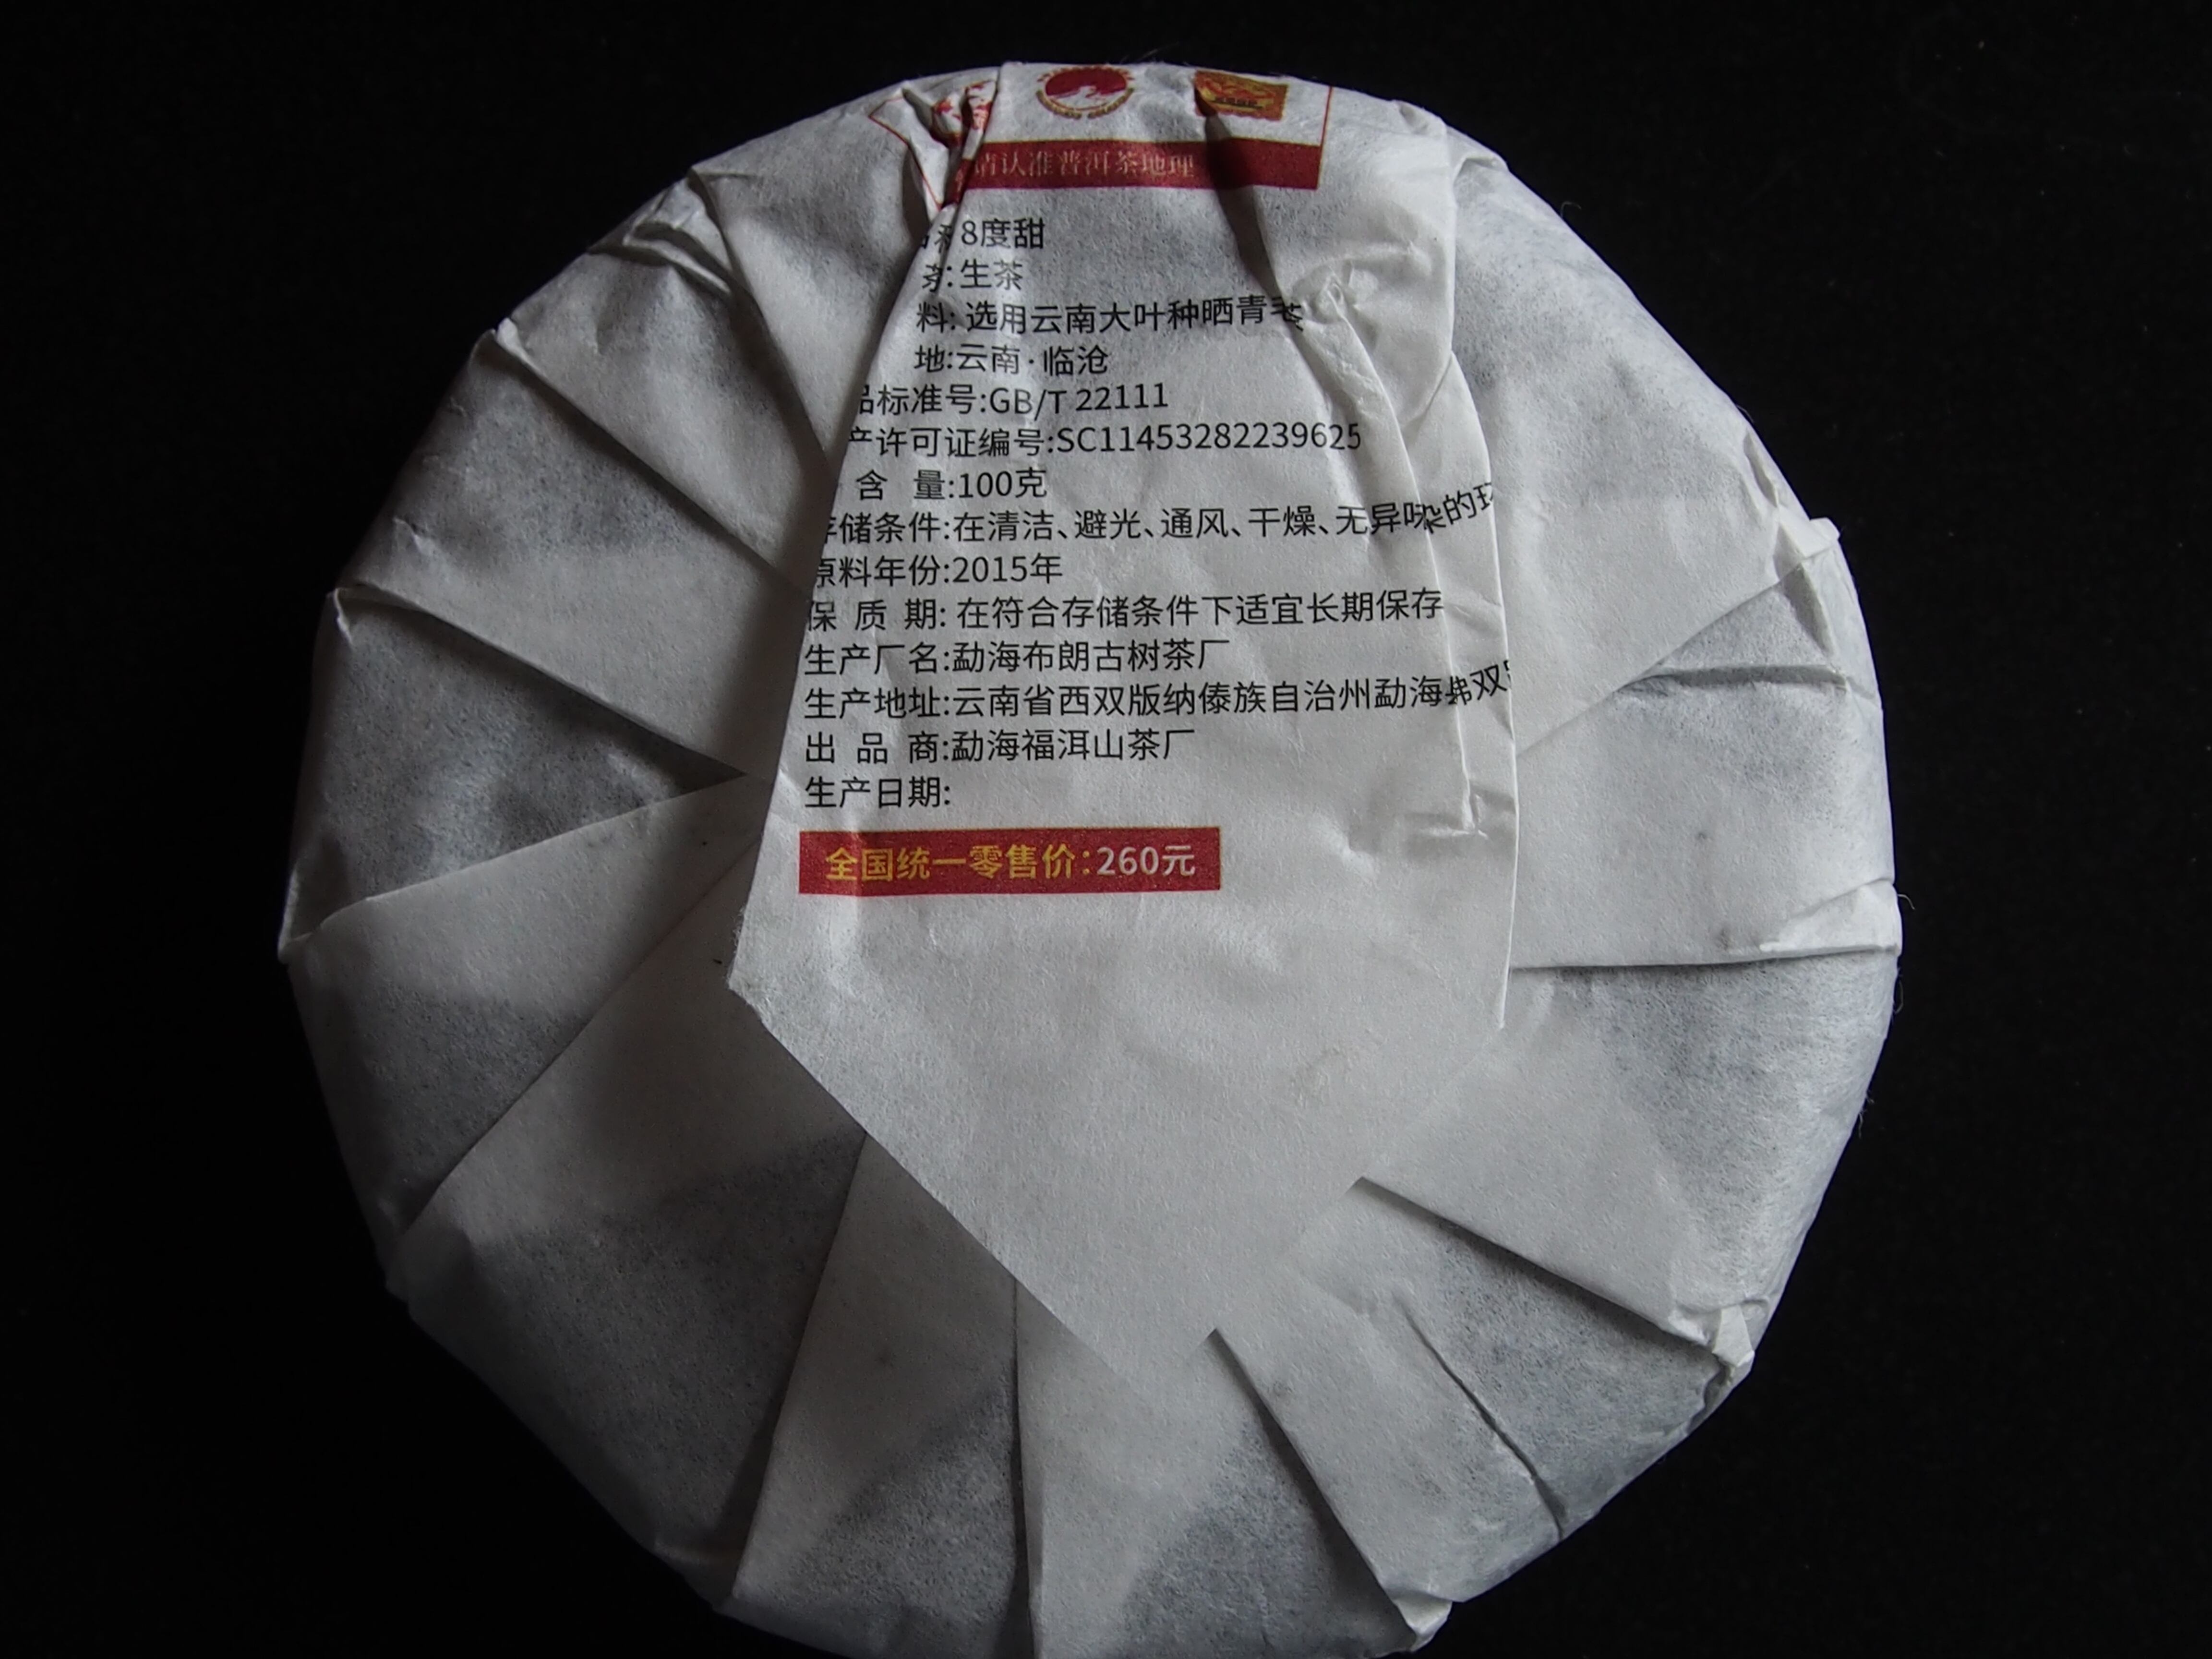 请认准普洱茶地理
8度甜
茶:生茶
料:选用云南大叶种晒青毛
地:云南·临沧
品标准号:GB/T 22111
产许可证编号:SC11453282239625
含 量:100克
存储条件:在清洁、避光、通风、干燥、无异味的环
原料年份:2015年
保 质 期:在符合存储条件下适宜长期保存
生产厂名:勐海布朗古树茶厂
生产地址:云南省西双版纳傣族自治州勐海 双
出 品 商:勐海福洱山茶厂
生产日期:
全国统一零售价:260元